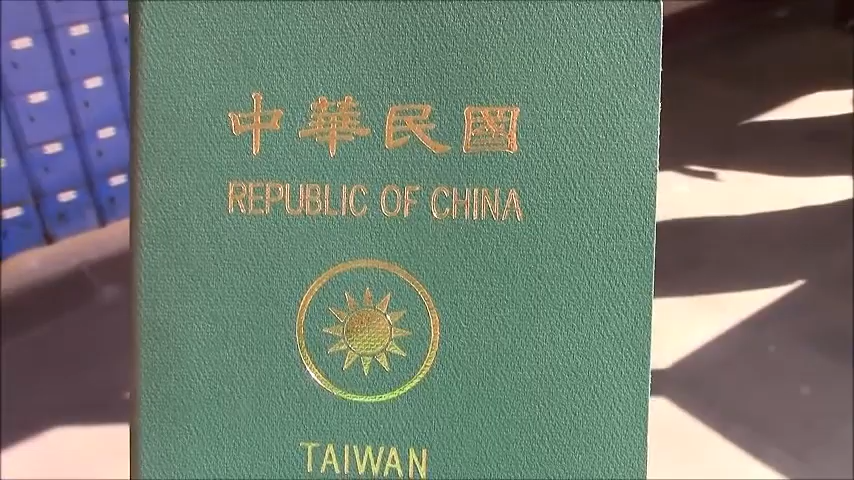 中華民國
REPUBLIC OF CHINA
TAIWAN